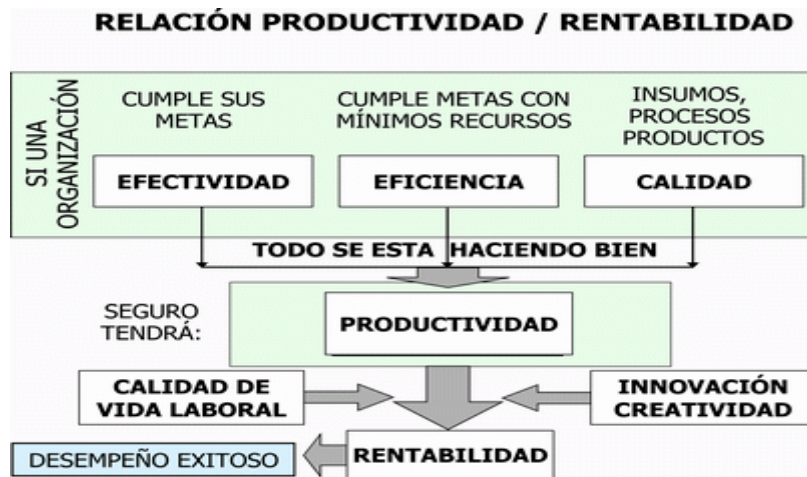 RELACIÓN PRODUCTIVIDAD / RENTABILIDAD
SI UNA
ORGANIZACIÓN
CUMPLE SUS
METAS
EFECTIVIDAD
CUMPLE METAS CON
MÍNIMOS RECURSOS
EFICIENCIA
INSUMOS,
PROCESOS
PRODUCTOS
CALIDAD
TODO SE ESTA HACIENDO BIEN
SEGURO
TENDRÁ:
PRODUCTIVIDAD
CALIDAD DE
VIDA LABORAL
INNOVACIÓN
CREATIVIDAD
RENTABILIDAD
DESEMPEÑO EXITOSO